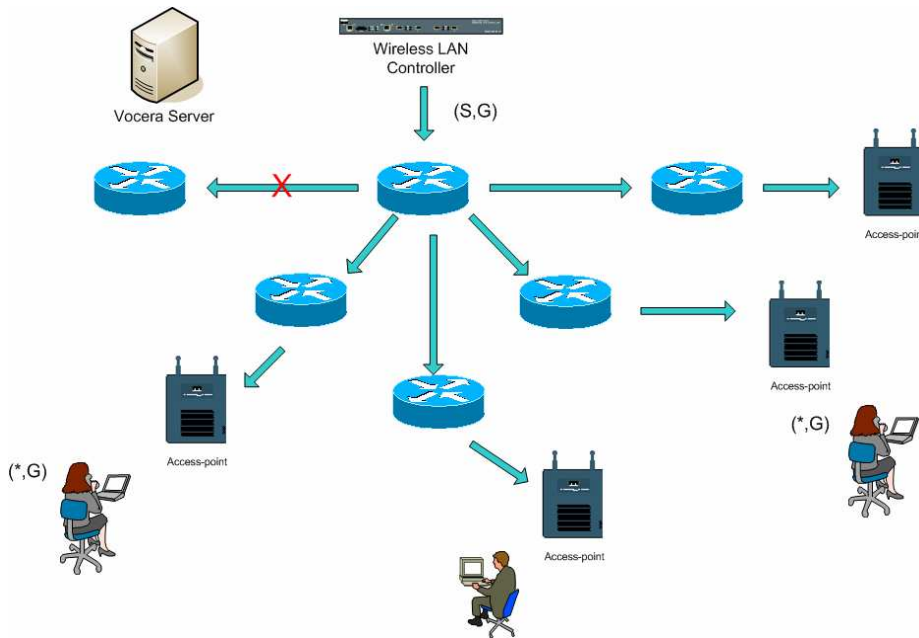 Wireless LAN
Controller
Vocera Server
(S,G)
X
Access-point
Access-point
(*,G)
Access-point
(*,G)
Access-point